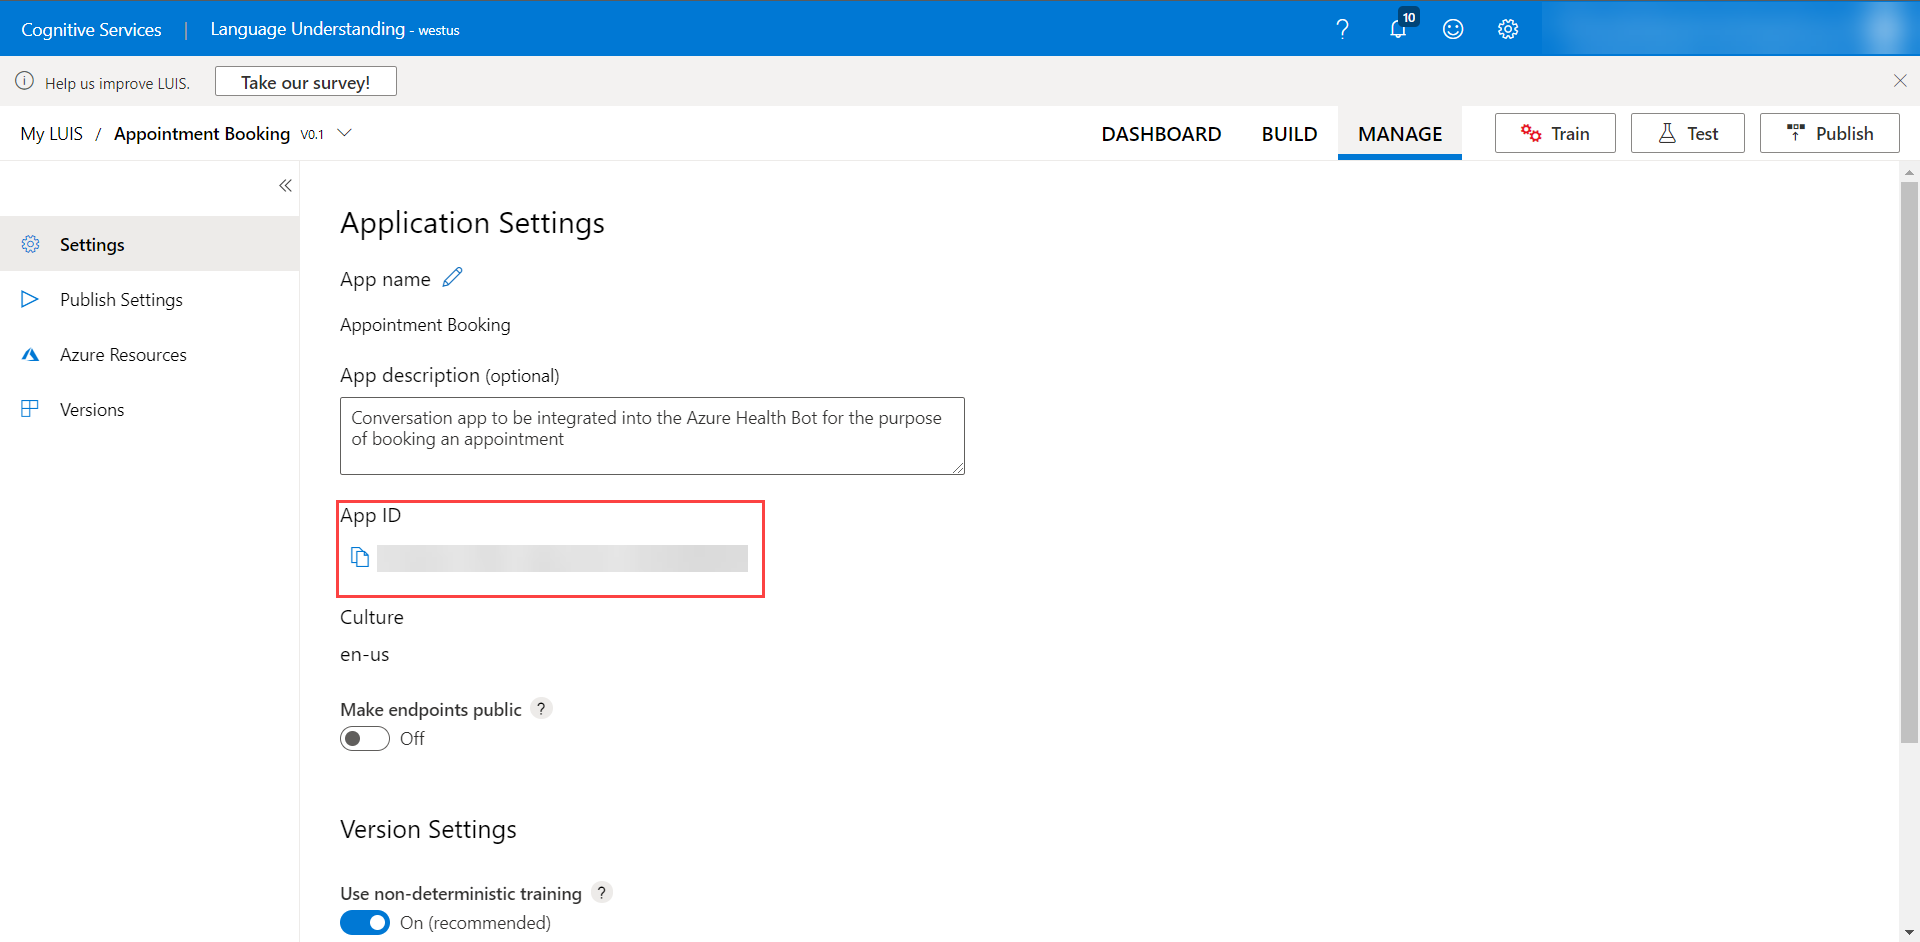 Cognitive Services | Language Understanding - westus
10
Help us improve LUIS. Take our survey!
My LUIS / Appointment Booking V0.1
DASHBOARD BUILD MANAGE Train Test Publish
Settings
Publish Settings
Azure Resources
Versions
Application Settings
App name
Appointment Booking
App description (optional)
Conversation app to be integrated into the Azure Health Bot for the purpose
of booking an appointment
App ID
Culture
en-us
Make endpoints public ?
Off
Version Settings
Use non-deterministic training ?
On (recommended)